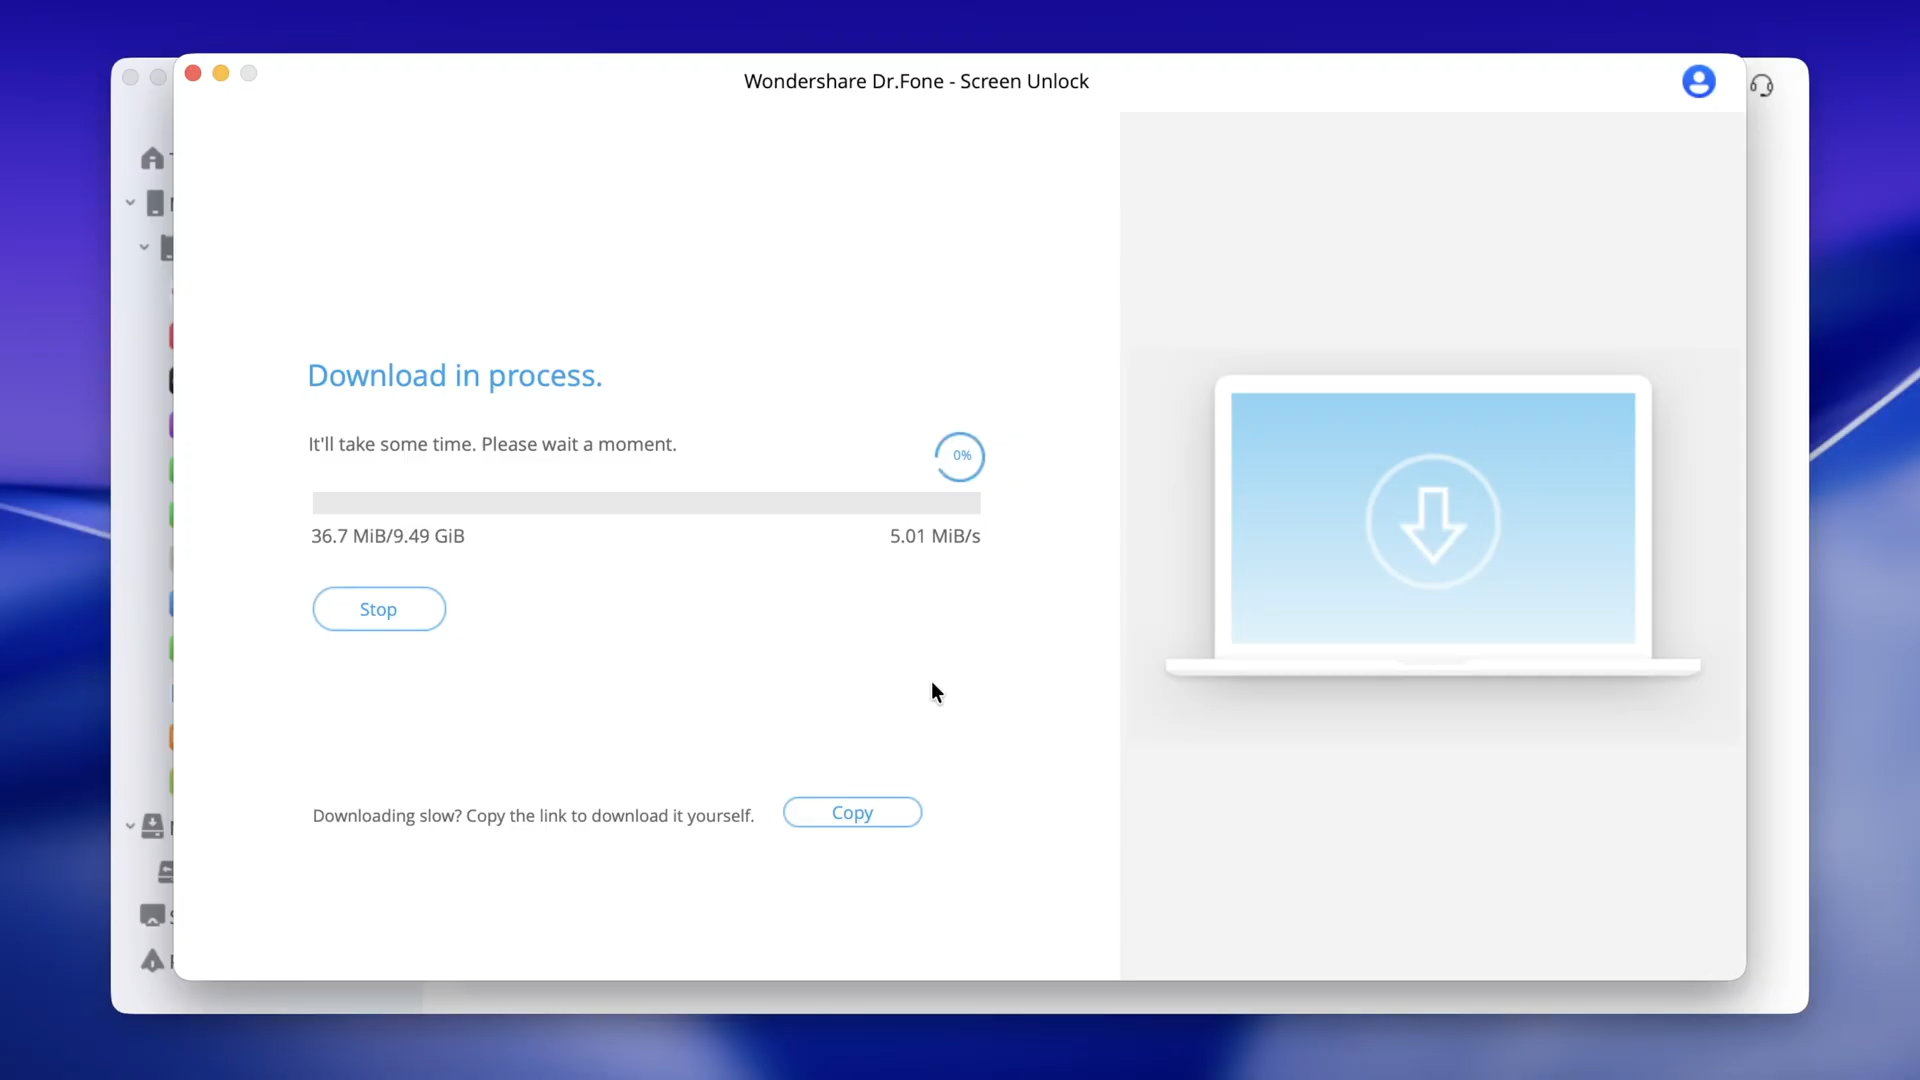 Wondershare Dr.Fone - Screen Unlock
Download in process.
It'll take some time. Please wait a moment.
0%
36.7 MiB/9.49 GiB
5.01 MiB/s
Stop
Downloading slow? Copy the link to download it yourself.
Copy